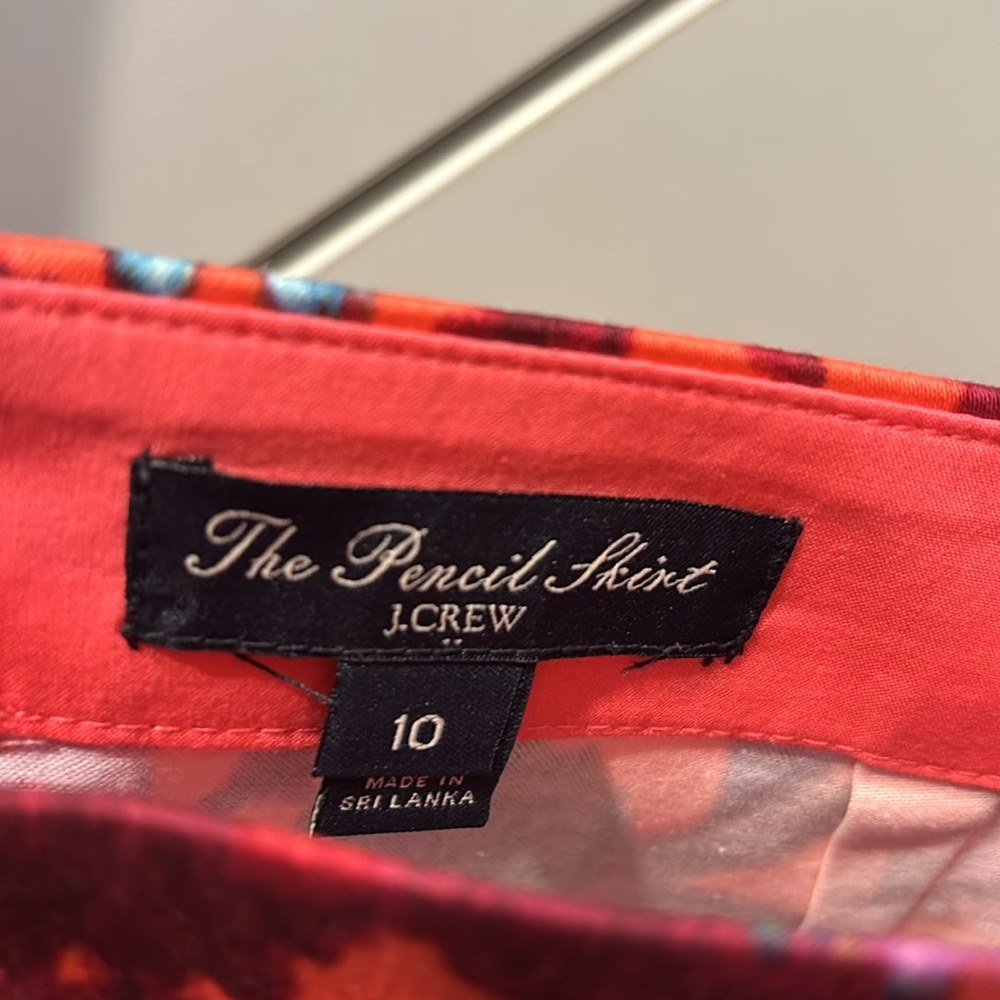 The Pencil Skirt
J.CREW
10
MADE IN
SRI LANKA